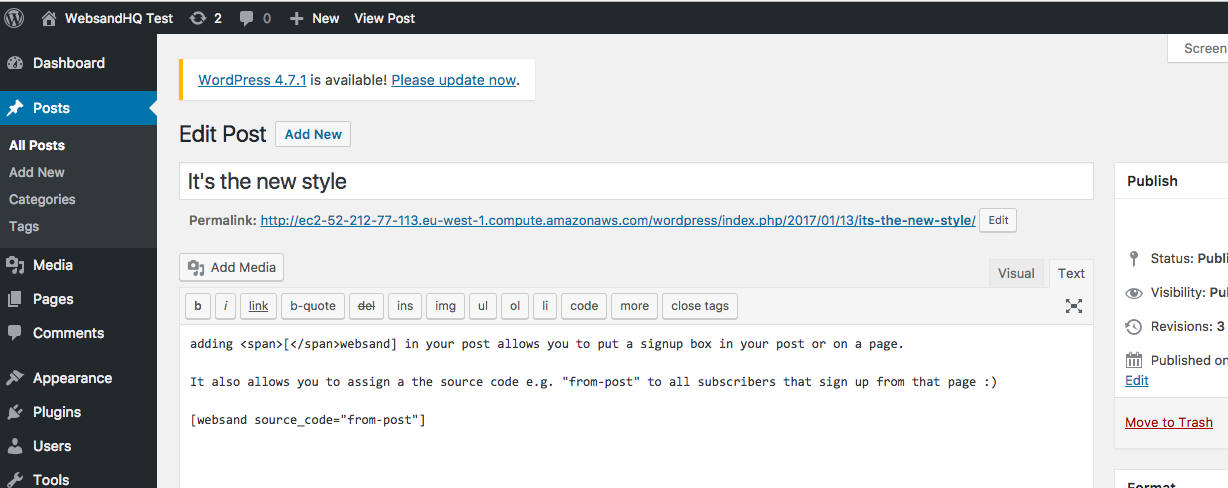 WebsandHQ Test 2 0 New View Post
Screen
Dashboard
Posts
All Posts
Add New
Categories
Tags
Media
Pages
Comments
Appearance
Plugins
Users
Tools
WordPress 4.7.1 is available! Please update now.
Edit Post Add New
It's the new style
Permalink: http://ec2-52-212-77-113.eu-west-1.compute.amazonaws.com/wordpress/index.php/2017/01/13/its-the-new-style/ Edit
Add Media
Visual Text
b i link b-quote del ins img ul ol li code more close tags
adding <span>[</span>websand] in your post allows you to put a signup box in your post or on a page.
It also allows you to assign a the source code e.g. "from-post" to all subscribers that sign up from that page :)
[websand source_code="from-post"]
Publish
Status: Publi
Visibility: Pu
Revisions: 3
Published on
Edit
Move to Trash
Format